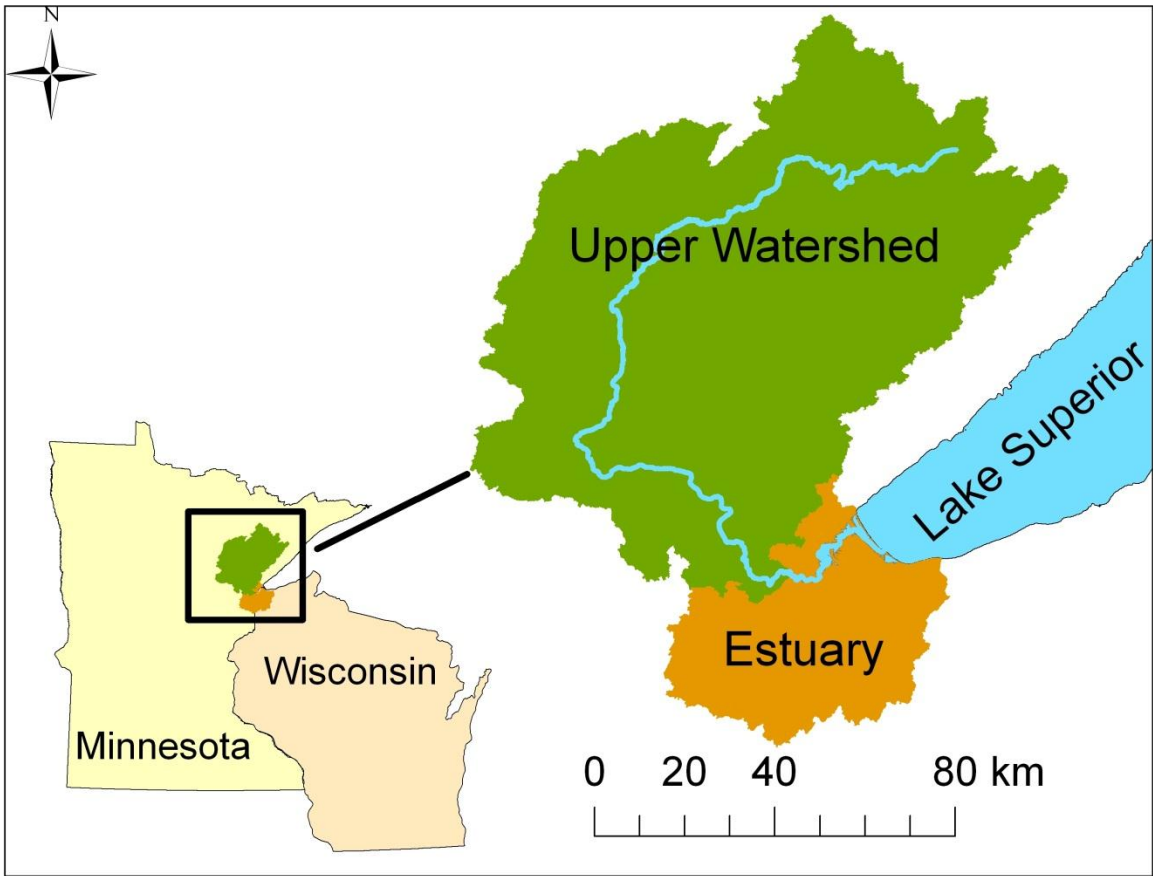 N
Upper Watershed
Lake Superior
Estuary
Wisconsin
Minnesota
0 20 40 80 km